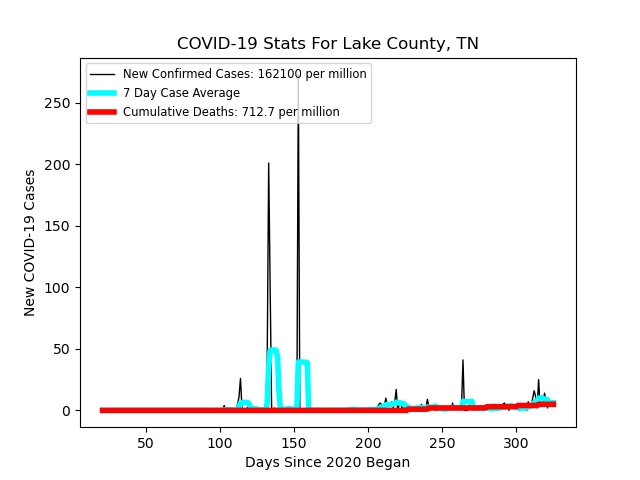 COVID-19 Stats For Lake County, TN
New Confirmed Cases: 162100 per million
7 Day Case Average
Cumulative Deaths: 712.7 per million
New COVID-19 Cases
250
200
150
100
50
0
50 100 150 200 250 300
Days Since 2020 Began